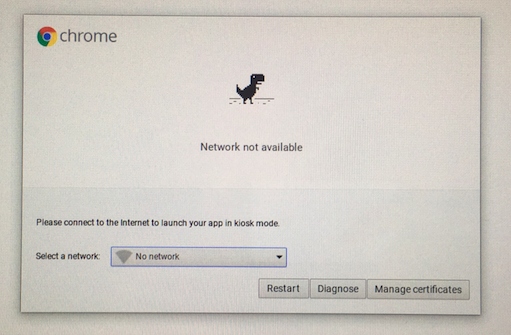 chrome
Network not available
Please connect to the Internet to launch your app in kiosk mode.
Select a network: No network
Restart Diagnose Manage certificates